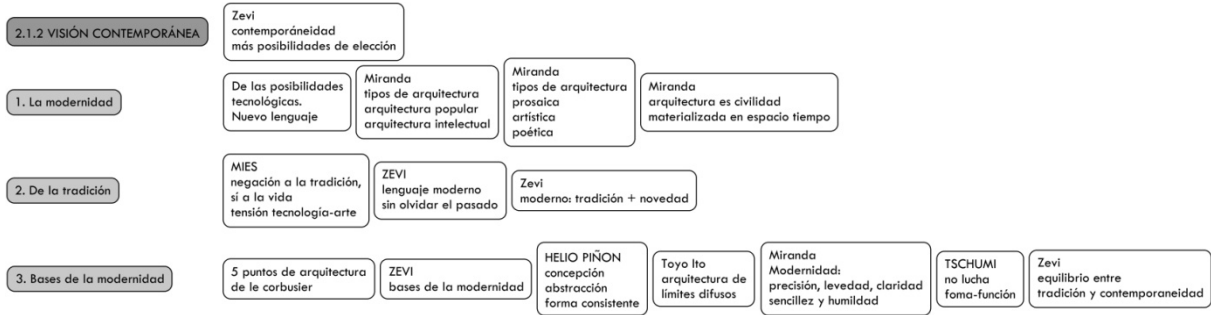 2.1.2 VISIÓN CONTEMPORÁNEA
Zevi
contemporáneidad
más posibilidades de elección
1. La modernidad
De las posibilidades
tecnológicas.
Nuevo lenguaje
Miranda
tipos de arquitectura
arquitectura popular
arquitectura intelectual
Miranda
tipos de arquitectura
prosaica
artística
poética
Miranda
arquitectura es civilidad
materializada en espacio tiempo
2. De la tradición
MIES
negación a la tradición,
sí a la vida
tensión tecnología-arte
ZEVI
lenguaje moderno
sin olvidar el pasado
Zevi
moderno: tradición + novedad
3. Bases de la modernidad
5 puntos de arquitectura
de le corbusier
ZEVI
bases de la modernidad
HELIO PIÑON
concepción
abstracción
forma consistente
Toyo Ito
arquitectura de
límites difusos
Miranda
Modernidad:
precisión, levedad, claridad
sencillez y humildad
TSCHUMI
no lucha
foma-función
Zevi
equilibrio entre
tradición y contemporaneidad